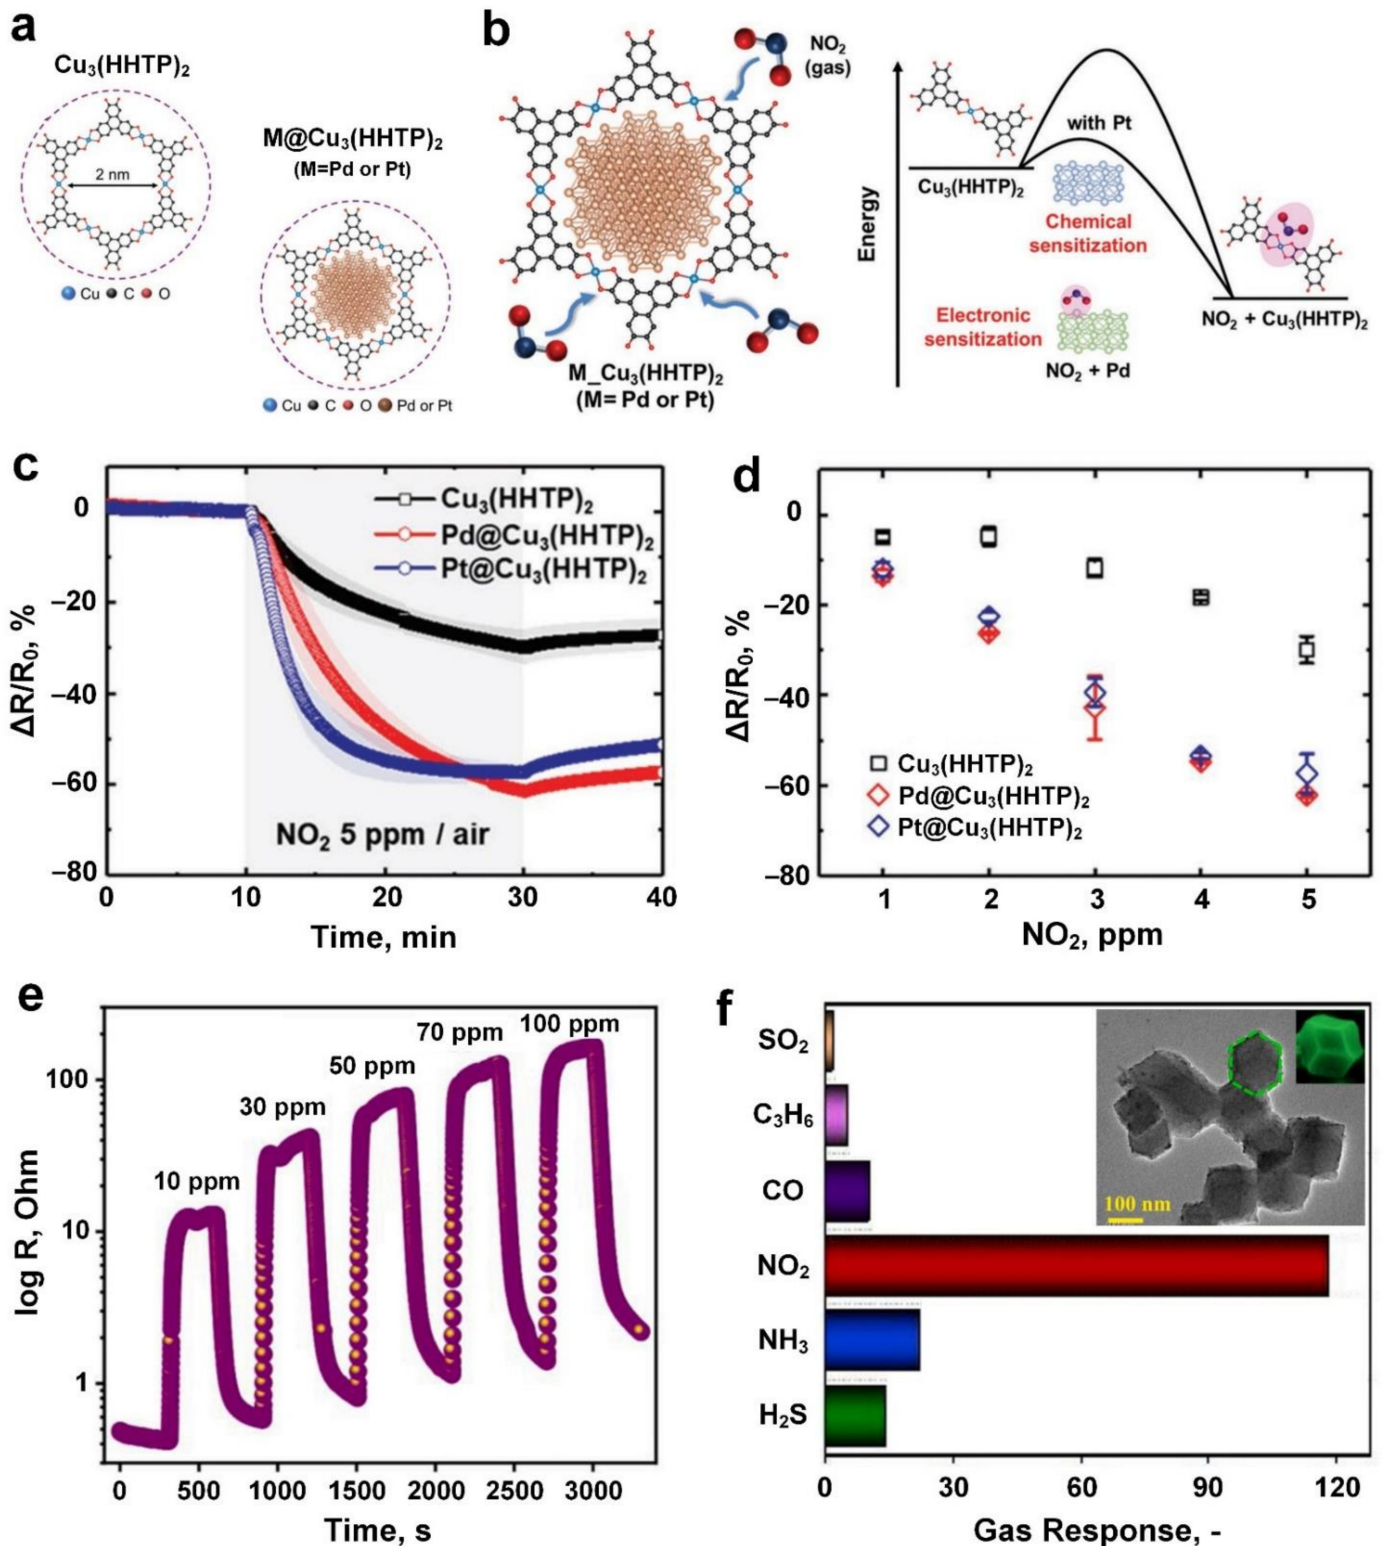 a
Cu₃(HHTP)₂
2 nm
Cu C O
M@Cu₃(HHTP)₂
(M=Pd or Pt)
Cu C O Pd or Pt
b
NO₂
(gas)
M_Cu₃(HHTP)₂
(M= Pd or Pt)
Energy
Cu₃(HHTP)₂
with Pt
Chemical
sensitization
Electronic
sensitization
NO₂ + Pd
NO₂ + Cu₃(HHTP)₂
c
ΔR/R₀, %
0
–20
–40
–60
–80
Cu₃(HHTP)₂
Pd@Cu₃(HHTP)₂
Pt@Cu₃(HHTP)₂
NO₂ 5 ppm / air
0 10 20 30 40
Time, min
d
ΔR/R₀, %
0
–20
–40
–60
–80
Cu₃(HHTP)₂
Pd@Cu₃(HHTP)₂
Pt@Cu₃(HHTP)₂
1 2 3 4 5
NO₂, ppm
e
log R, Ohm
100
10
1
10 ppm
30 ppm
50 ppm
70 ppm
100 ppm
0 500 1000 1500 2000 2500 3000
Time, s
f
SO₂
C₃H₆
CO
NO₂
NH₃
H₂S
100 nm
0 30 60 90 120
Gas Response, -